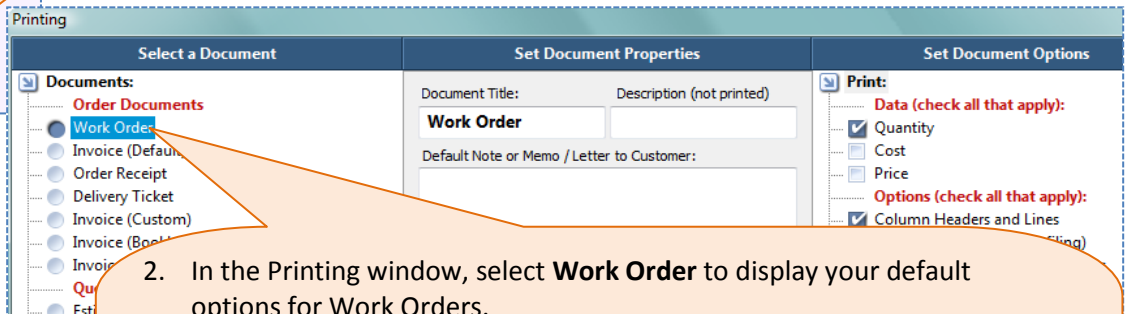 Printing
Select a Document
Set Document Properties
Set Document Options
Documents:
Order Documents
Work Order
Invoice (Default
Order Receipt
Delivery Ticket
Invoice (Custom)
Invoice
Document Title:
Description (not printed)
Work Order
Default Note or Memo / Letter to Customer:
Print:
Data (check all that apply):
Quantity
Cost
Price
Options (check all that apply):
Column Headers and Lines
2. In the Printing window, select Work Order to display your default
options for Work Orders.